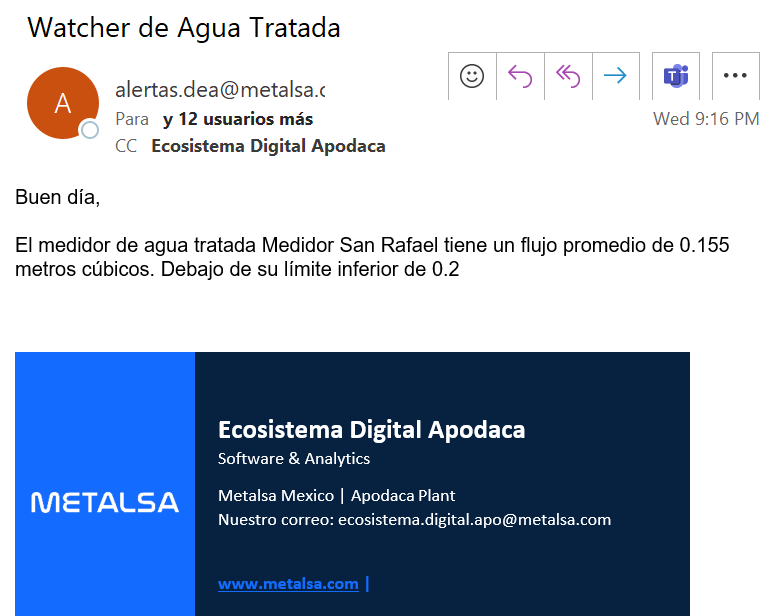 Watcher de Agua Tratada
A
alertas.dea@metalsa.c
Para y 12 usuarios más
Wed 9:16 PM
CC Ecosistema Digital Apodaca
Buen día,
El medidor de agua tratada Medidor San Rafael tiene un flujo promedio de 0.155
metros cúbicos. Debajo de su límite inferior de 0.2
METALSA
Ecosistema Digital Apodaca
Software & Analytics
Metalsa Mexico | Apodaca Plant
Nuestro correo: ecosistema.digital.apo@metalsa.com
www.metalsa.com |